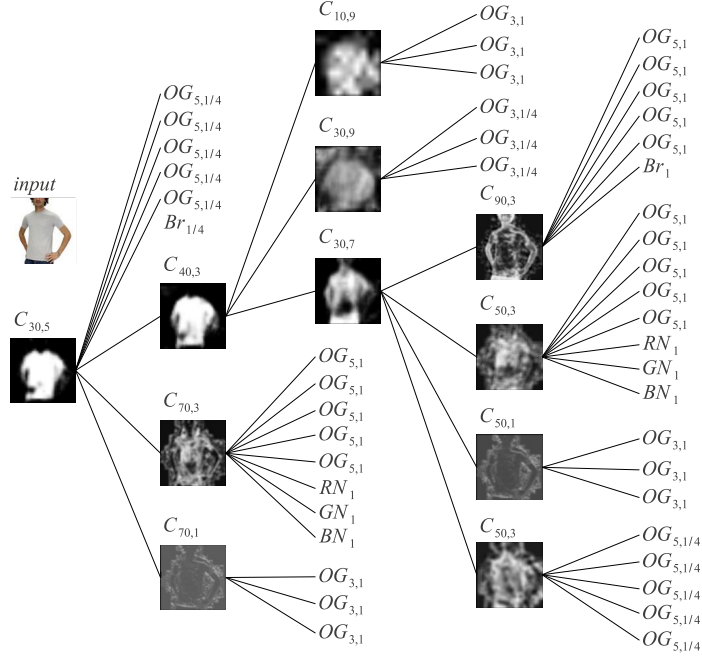 input
C30,5
OG5,1/4
OG5,1/4
OG5,1/4
OG5,1/4
OG5,1/4
Br1/4
C40,3
C70,3
C70,1
C10,9
C30,9
C30,7
OG5,1
OG5,1
OG5,1
OG5,1
OG5,1
RN1
GN1
BN1
OG3,1
OG3,1
OG3,1
OG3,1
OG3,1
OG3,1
OG3,1/4
OG3,1/4
OG3,1/4
C90,3
C50,3
C50,1
C50,3
OG5,1
OG5,1
OG5,1
OG5,1
OG5,1
Br1
OG5,1
OG5,1
OG5,1
OG5,1
OG5,1
RN1
GN1
BN1
OG3,1
OG3,1
OG3,1
OG5,1/4
OG5,1/4
OG5,1/4
OG5,1/4
OG5,1/4